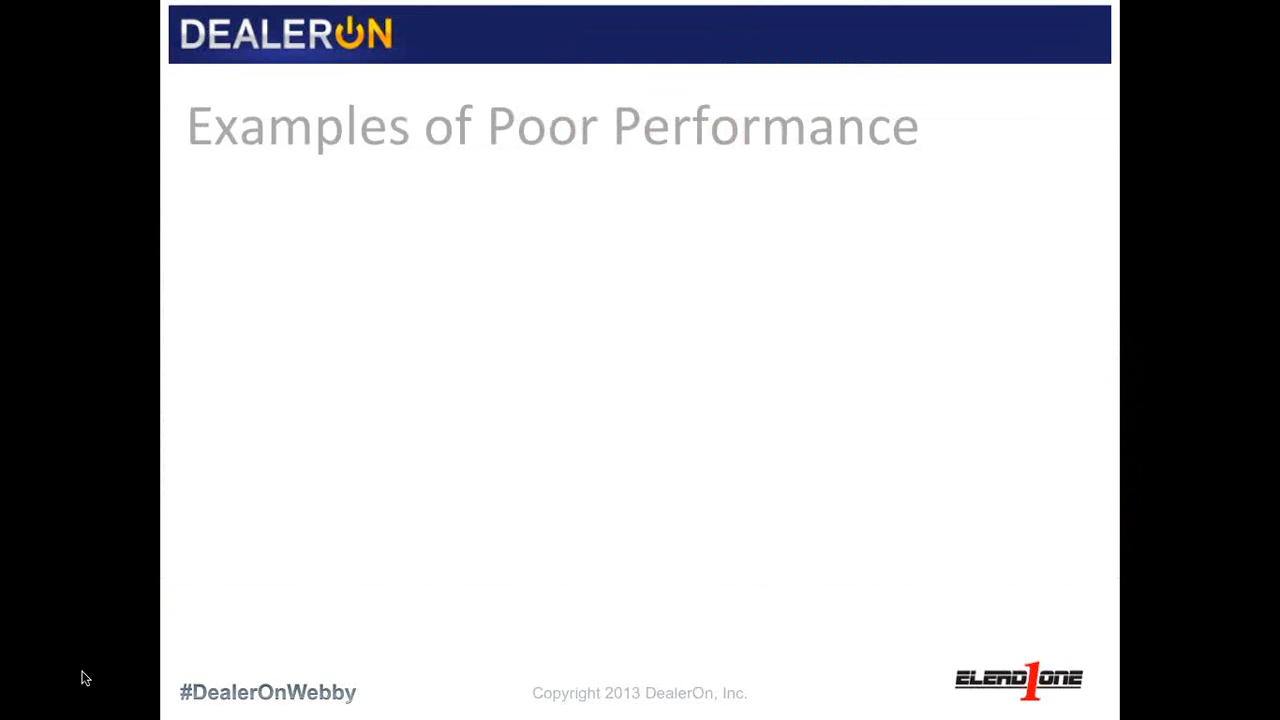 DEALERON
Examples of Poor Performance
#DealerOnWebby
Copyright 2013 DealerOn, Inc.
ELEAD1ONE